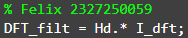 % Felix 2327250059
DFT_filt = Hd.* I_dft;